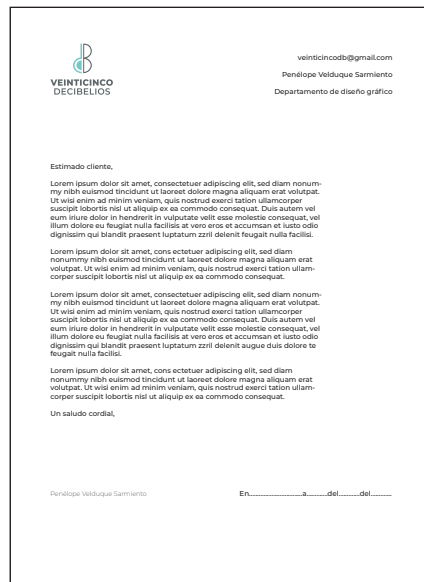 dB
VEINTICINCO
DECIBELIOS
veinticincodb@gmail.com
Penélope Velduque Sarmiento
Departamento de diseño gráfico
Estimado cliente,
Lorem ipsum dolor sit amet, consectetuer adipiscing elit, sed diam nonum-
my nibh euismod tincidunt ut laoreet dolore magna aliquam erat volutpat.
Ut wisi enim ad minim veniam, quis nostrud exerci tation ullamcorper
suscipit lobortis nisl ut aliquip ex ea commodo consequat. Duis autem vel
eum iriure dolor in hendrerit in vulputate velit esse molestie consequat, vel
illum dolore eu feugiat nulla facilisis at vero eros et accumsan et iusto odio
dignissim qui blandit praesent luptatum zzril delenit feugait nulla facilisi.
Lorem ipsum dolor sit amet, cons ectetuer adipiscing elit, sed diam
nonummy nibh euismod tincidunt ut laoreet dolore magna aliquam erat
volutpat. Ut wisi enim ad minim veniam, quis nostrud exerci tation ullam-
corper suscipit lobortis nisl ut aliquip ex ea commodo consequat.
Lorem ipsum dolor sit amet, consectetuer adipiscing elit, sed diam nonum-
my nibh euismod tincidunt ut laoreet dolore magna aliquam erat volutpat.
Ut wisi enim ad minim veniam, quis nostrud exerci tation ullamcorper
suscipit lobortis nisl ut aliquip ex ea commodo consequat. Duis autem vel
eum iriure dolor in hendrerit in vulputate velit esse molestie consequat, vel
illum dolore eu feugiat nulla facilisis at vero eros et accumsan et iusto odio
dignissim qui blandit praesent luptatum zzril delenit augue duis dolore te
feugait nulla facilisi.
Lorem ipsum dolor sit amet, cons ectetuer adipiscing elit, sed diam
nonummy nibh euismod tincidunt ut laoreet dolore magna aliquam erat
volutpat. Ut wisi enim ad minim veniam, quis nostrud exerci tation ullam-
corper suscipit lobortis nisl ut aliquip ex ea commodo consequat.
Un saludo cordial,
Penélope Velduque Sarmiento
En..............................a............del............del............